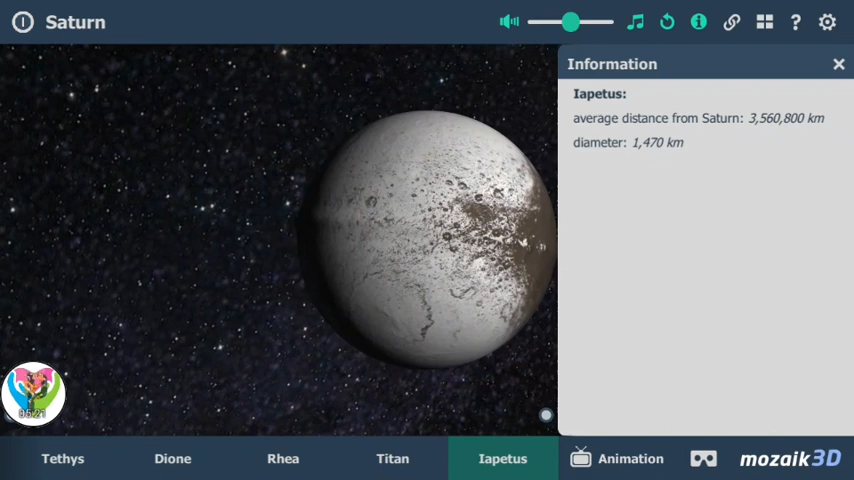 Saturn
Information
Iapetus:
average distance from Saturn: 3,560,800 km
diameter: 1,470 km
Tethys
Dione
Rhea
Titan
Iapetus
Animation
mozaik3D